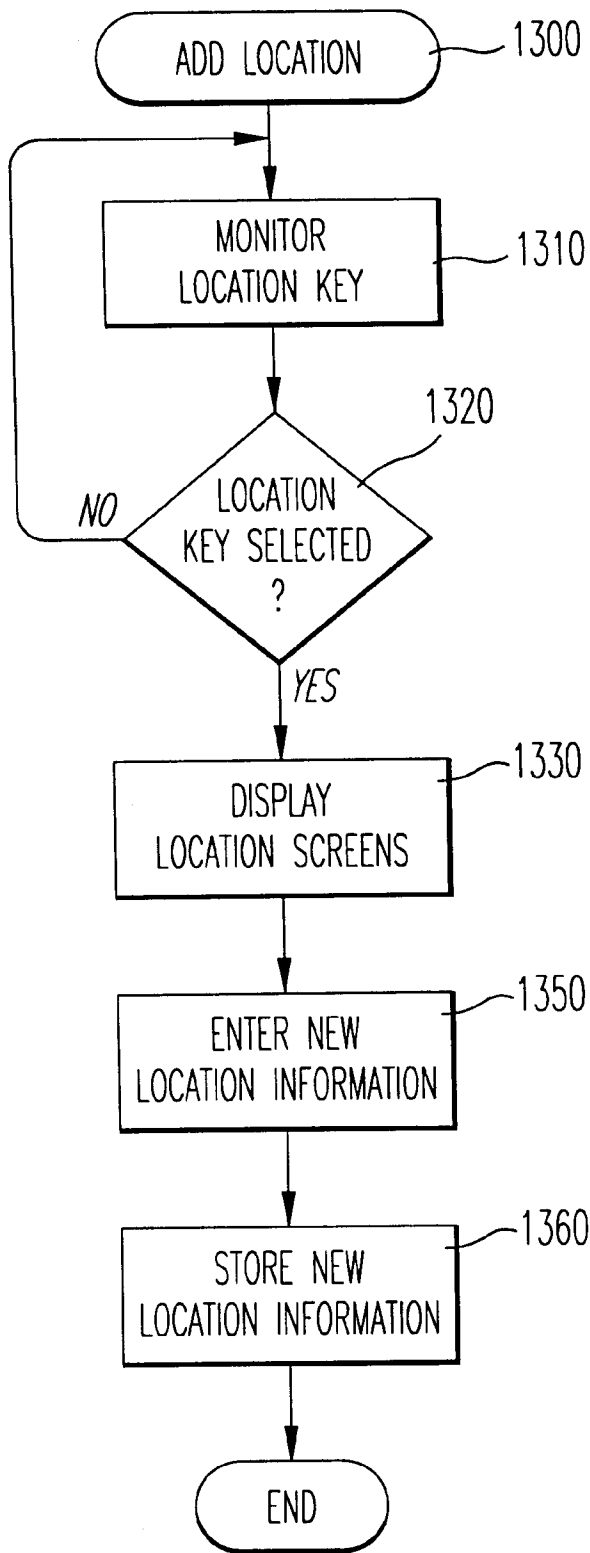 ADD LOCATION
1300
MONITOR
LOCATION KEY
1310
1320
LOCATION
KEY SELECTED
?
NO
YES
1330
DISPLAY
LOCATION SCREENS
1350
ENTER NEW
LOCATION INFORMATION
1360
STORE NEW
LOCATION INFORMATION
END